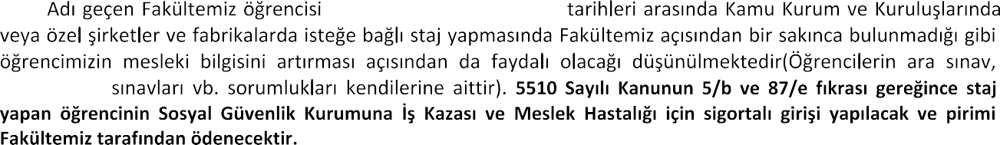 Adı geçen Fakültemiz öğrencisi tarihleri arasında Kamu Kurum ve Kuruluşlarında
veya özel şirketler ve fabrikalarda isteğe bağlı staj yapmasında Fakültemiz açısından bir sakınca bulunmadığı gibi
öğrencimizin mesleki bilgisini artırması açısından da faydalı olacağı düşünülmektedir(Öğrencilerin ara sınav,
sınavları vb. sorumlukları kendilerine aittir). 5510 Sayılı Kanunun 5/b ve 87/e fıkrası gereğince staj
yapan öğrencinin Sosyal Güvenlik Kurumuna İş Kazası ve Meslek Hastalığı için sigortalı girişi yapılacak ve pirimi
Fakültemiz tarafından ödenecektir.